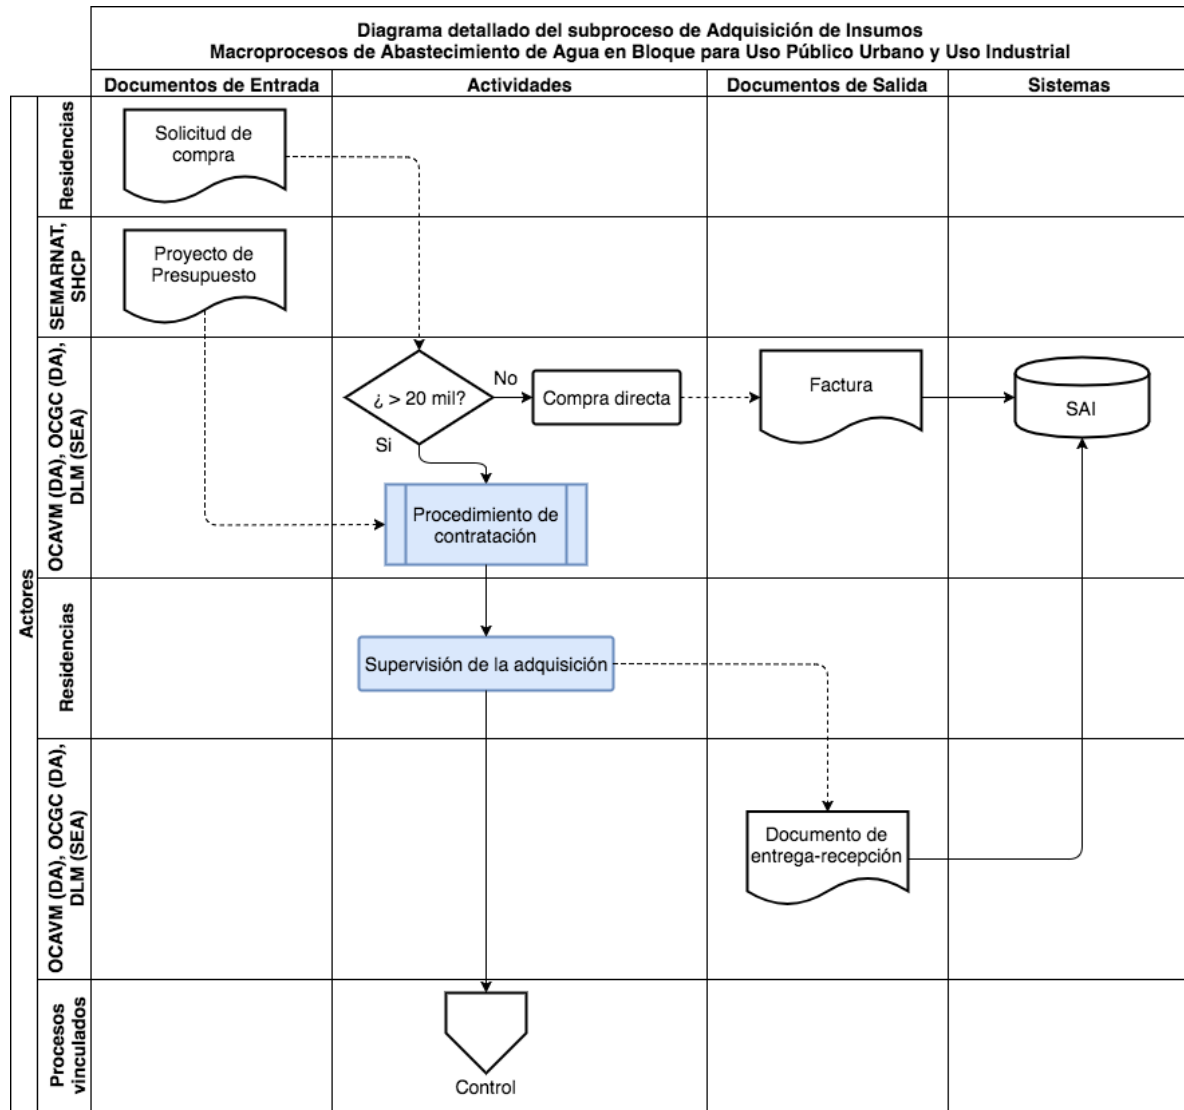 Diagrama detallado del subproceso de Adquisición de Insumos
Macroprocesos de Abastecimiento de Agua en Bloque para Uso Público Urbano y Uso Industrial
Documentos de Entrada
Actividades
Documentos de Salida
Sistemas
Actores
Residencias
Solicitud de
compra
SEMARNAT,
SHCP
Proyecto de
Presupuesto
OCAVM (DA), OCGC (DA),
DLM (SEA)
¿ > 20 mil?
No
Si
Compra directa
Factura
SAI
Procedimiento de
contratación
Residencias
Supervisión de la adquisición
OCAVM (DA), OCGC (DA),
DLM (SEA)
Documento de
entrega-recepción
Procesos
vinculados
Control